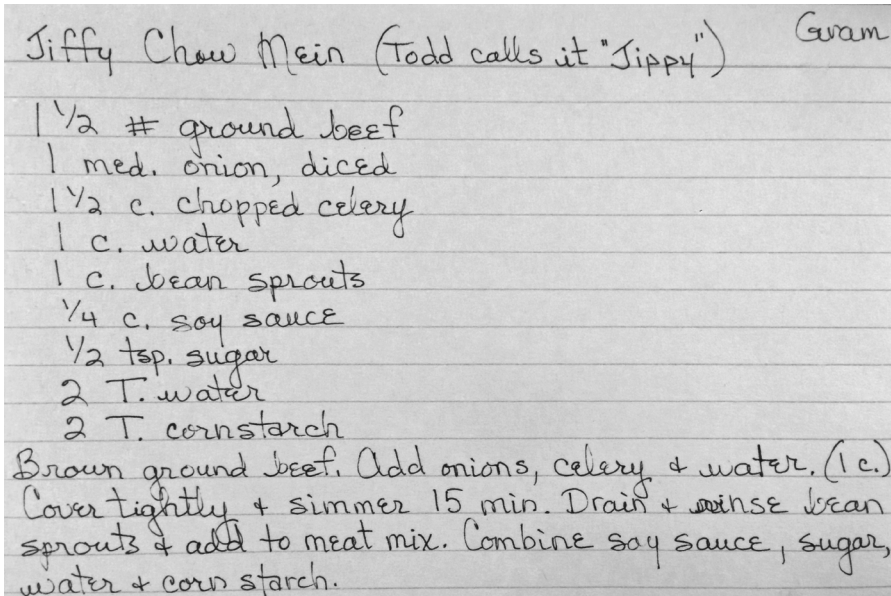 Gram
Jiffy Chow Mein (Todd calls it "Jippy")
1 1/2 # ground beef
1 med. onion, diced
1 1/2 c. chopped celery
1 c. water
1 c. bean sprouts
1/4 c. soy sauce
1/2 tsp. sugar
2 T. water
2 T. cornstarch
Brown ground beef. Add onions, celery & water. (1 c.)
Cover tightly & simmer 15 min. Drain & rinse bean
sprouts & add to meat mix. Combine soy sauce, sugar,
water & corn starch.